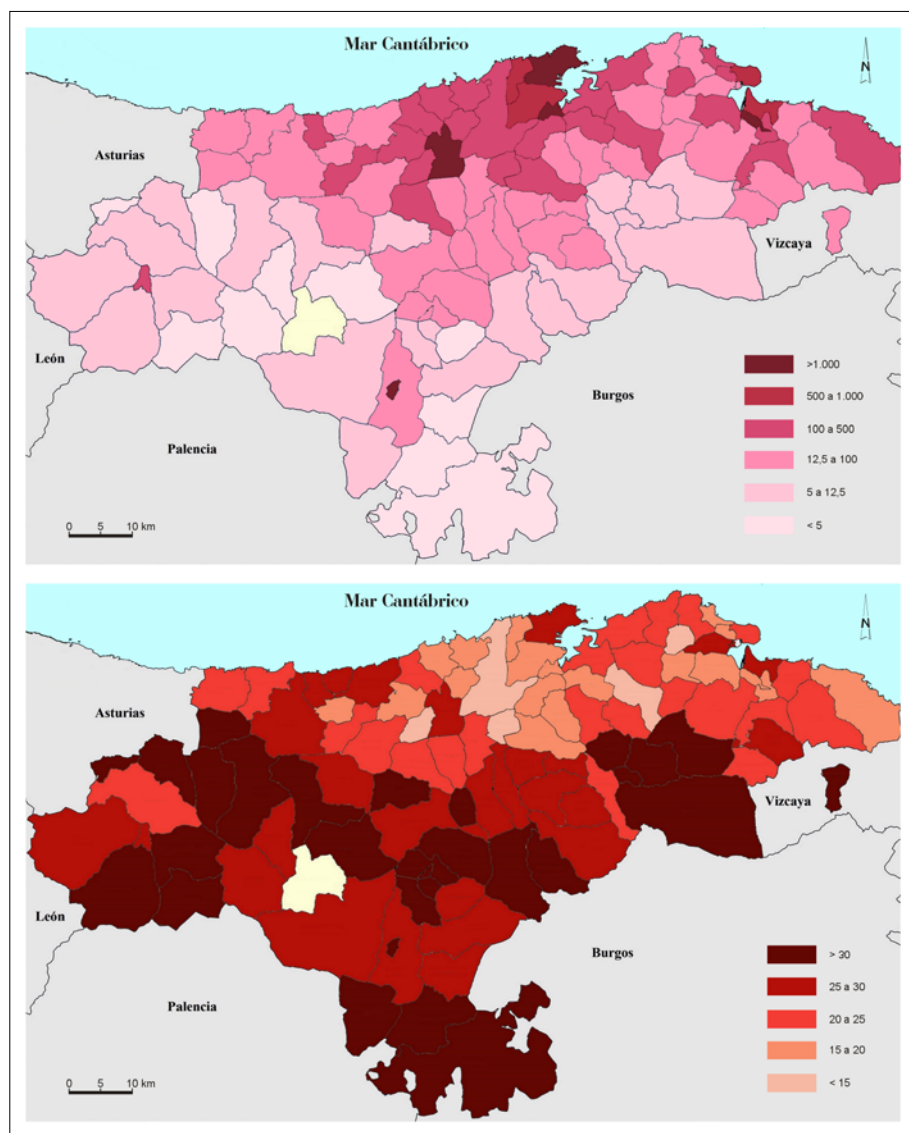 Mar Cantábrico
N
Asturias
Vizcaya
León
Burgos
Palencia
>1.000
500 a 1.000
100 a 500
12,5 a 100
5 a 12,5
< 5
0 5 10 km
Mar Cantábrico
N
Asturias
Vizcaya
León
Burgos
Palencia
> 30
25 a 30
20 a 25
15 a 20
< 15
0 5 10 km